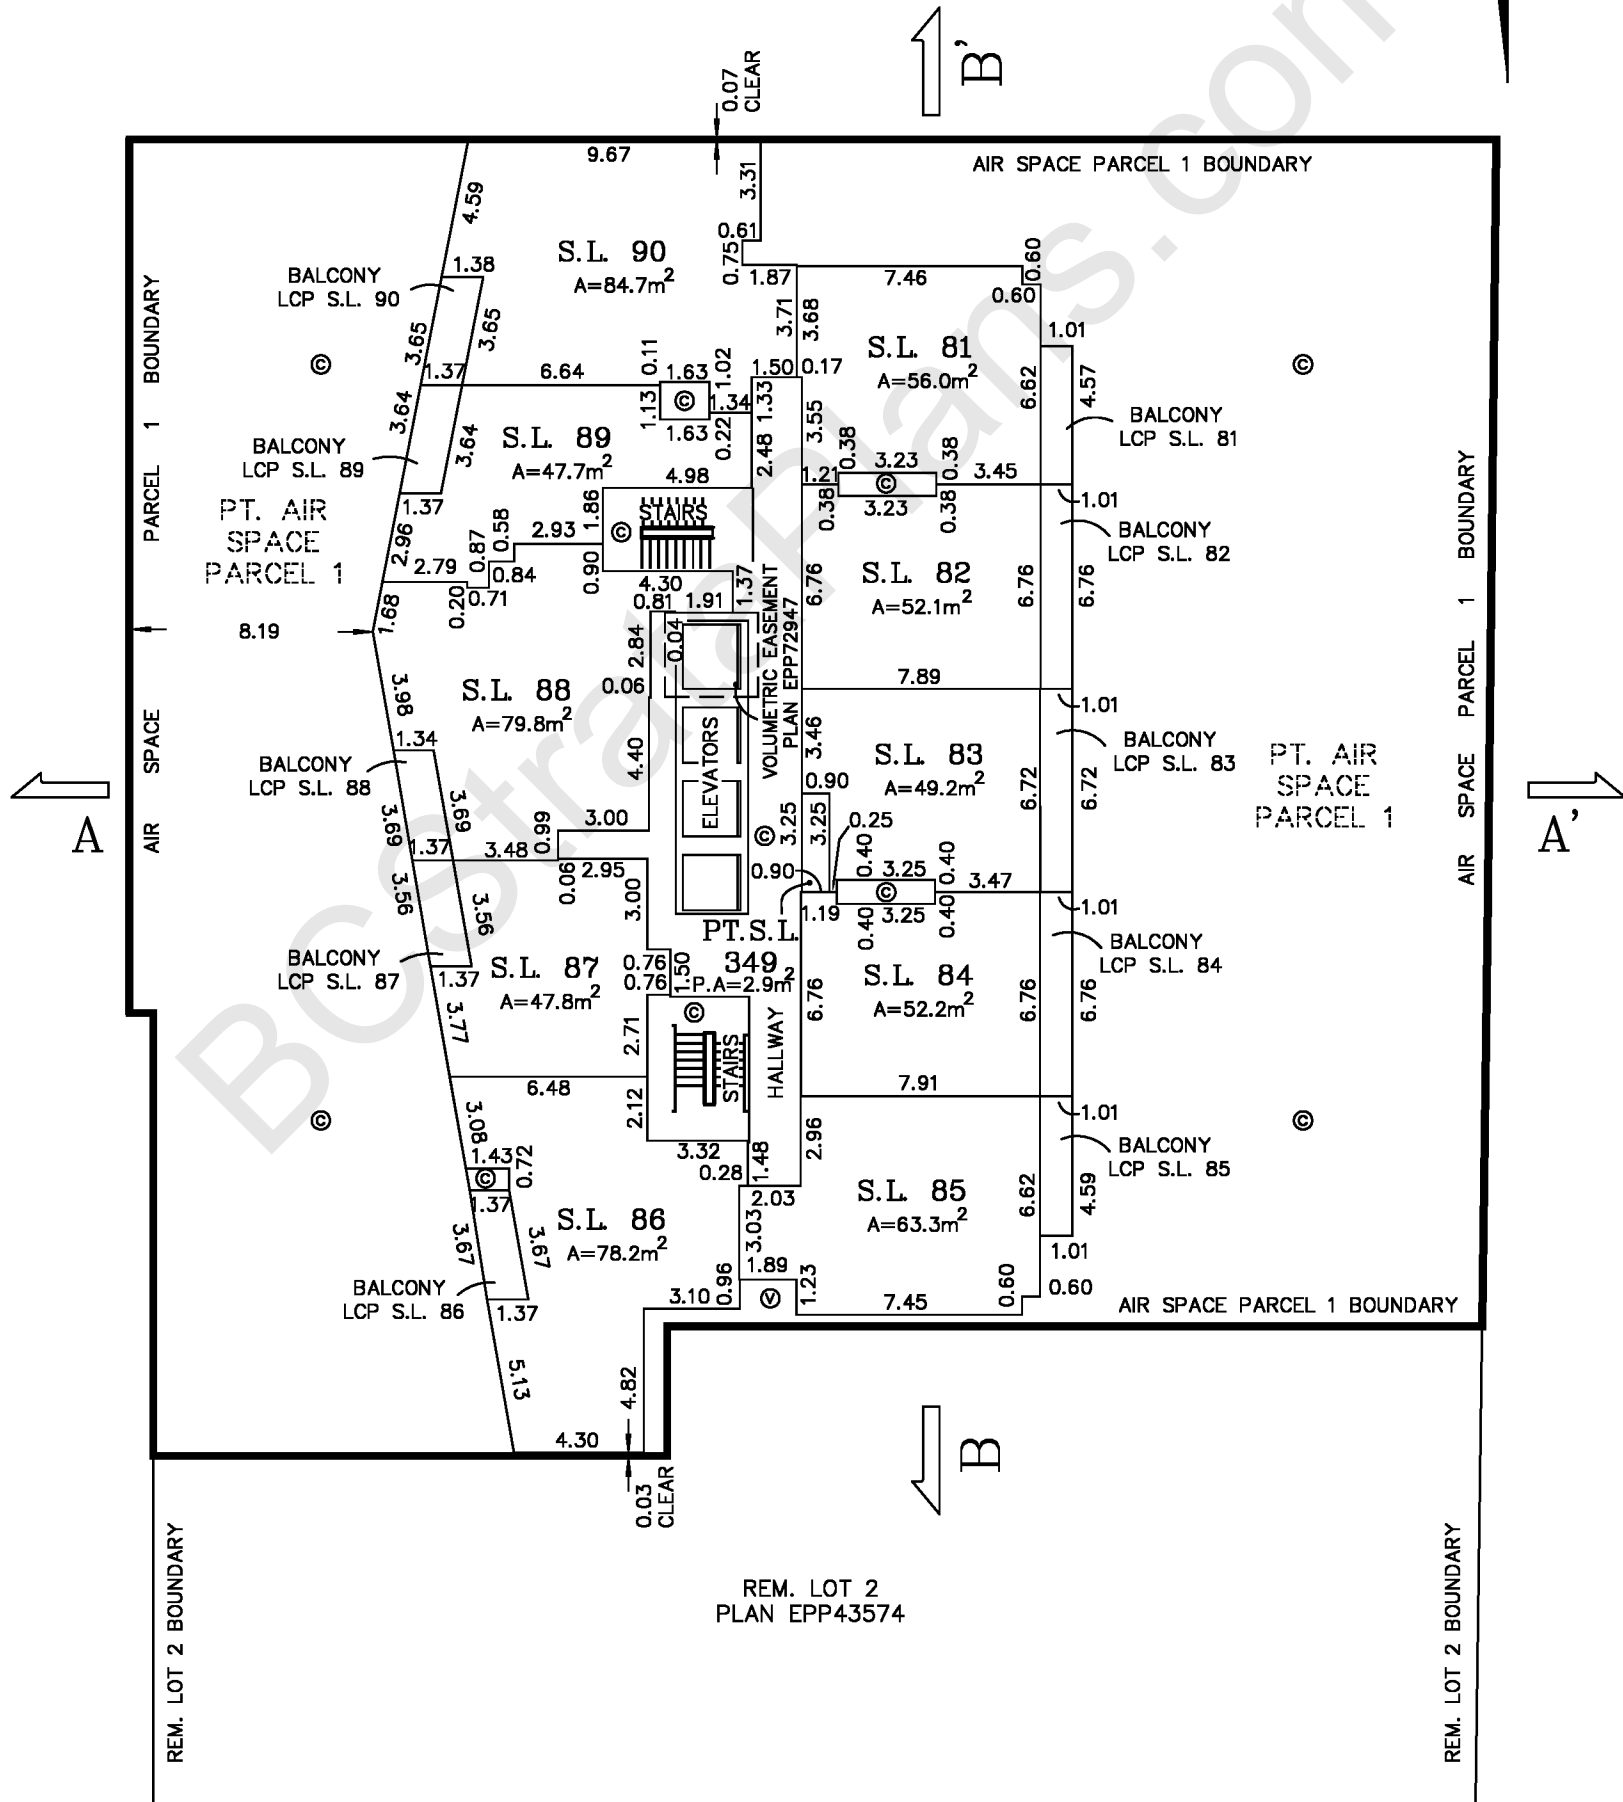 B'
0.07
CLEAR
9.67
AIR SPACE PARCEL 1 BOUNDARY
3.31
4.59
0.61
0.75
S.L. 90
A=84.7m²
1.87
7.46
0.60
0.60
BALCONY
LCP S.L. 90
1.38
3.65
3.65
3.71
3.68
1.01
S.L. 81
A=56.0m²
6.62
4.57
BALCONY
LCP S.L. 81
©
©
1.37
6.64
0.11
1.63
1.02
1.50
0.17
©
1.13
1.63
1.34
0.22
1.33
2.48
3.55
3.64
3.64
BALCONY
LCP S.L. 89
S.L. 89
A=47.7m²
1.37
4.98
1.21
0.38
3.23
0.38
3.45
©
0.38
3.23
0.38
1.01
BALCONY
LCP S.L. 82
PT. AIR
SPACE
PARCEL 1
2.96
2.79
0.87
0.58
2.93
1.86
©
STAIRS
0.84
0.90
0.20
0.71
4.30
1.37
0.81
1.91
S.L. 82
A=52.1m²
6.76
6.76
6.76
1.68
8.19
2.84
0.04
0.06
VOLUMETRIC EASEMENT
PLAN EPP72947
S.L. 88
A=79.8m²
7.89
1.01
3.98
1.34
BALCONY
LCP S.L. 88
4.40
ELEVATORS
3.46
S.L. 83
A=49.2m²
BALCONY
LCP S.L. 83
PT. AIR
SPACE
PARCEL 1
0.90
6.72
6.72
A
A'
3.69
3.69
0.99
3.00
©
3.25
3.25
0.25
1.37
3.48
0.06
2.95
0.90
0.40
3.25
0.40
3.47
©
1.19
0.40
3.25
0.40
1.01
3.56
3.56
3.00
PT.S.L.
349
P.A=2.9m²
BALCONY
LCP S.L. 84
BALCONY
LCP S.L. 87
1.37
S.L. 87
A=47.8m²
0.76
0.76
1.50
S.L. 84
A=52.2m²
©
3.77
2.71
STAIRS
HALLWAY
6.76
6.76
6.76
6.48
2.12
7.91
1.01
©
©
3.08
1.43
0.72
©
3.32
0.28
1.48
2.96
BALCONY
LCP S.L. 85
1.37
2.03
S.L. 85
A=63.3m²
6.62
4.59
S.L. 86
A=78.2m²
3.67
3.67
3.03
1.89
1.01
BALCONY
LCP S.L. 86
1.37
3.10
0.96
Ⓥ
1.23
7.45
0.60
0.60
AIR SPACE PARCEL 1 BOUNDARY
5.13
4.82
4.30
0.03
CLEAR
B
AIR SPACE PARCEL 1 BOUNDARY
AIR SPACE PARCEL 1 BOUNDARY
REM. LOT 2
PLAN EPP43574
REM. LOT 2 BOUNDARY
REM. LOT 2 BOUNDARY
BCStrataPlans.com